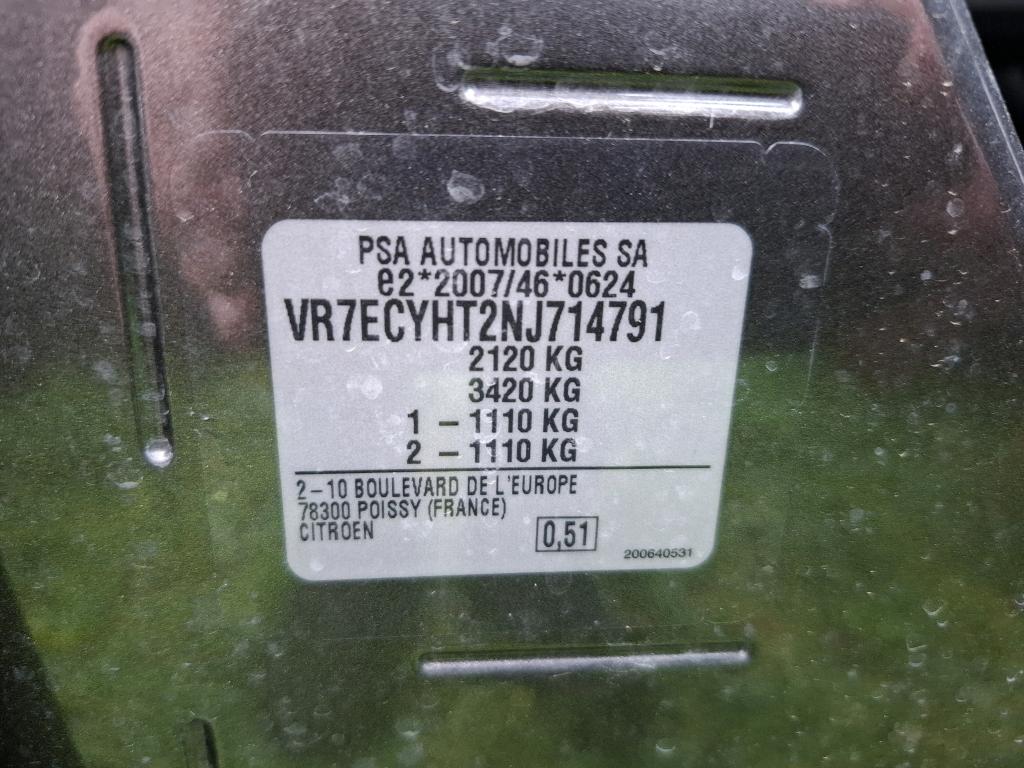 PSA AUTOMOBILES SA
e2*2007/46*0624
VR7ECYHT2NJ714791
2120 KG
3420 KG
1 - 1110 KG
2 - 1110 KG
2-10 BOULEVARD DE L'EUROPE
78300 POISSY (FRANCE)
CITROEN
0,51
200640531